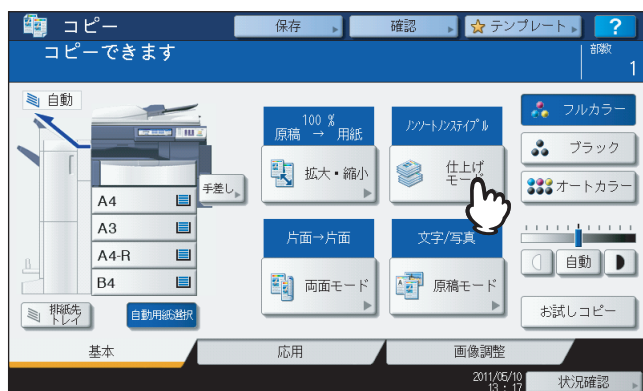 コピー
保存
確認
テンプレート
?
コピーできます
部数
1
自動
100 %
原稿 → 用紙
ノンソートノンステイプル
フルカラー
拡大・縮小
仕上げ
モード
ブラック
手差し
オートカラー
A4
A3
片面→片面
文字/写真
A4-R
自動
B4
両面モード
原稿モード
排紙先
トレイ
自動用紙選択
お試しコピー
基本
応用
画像調整
2011/05/10
13 : 17
状況確認